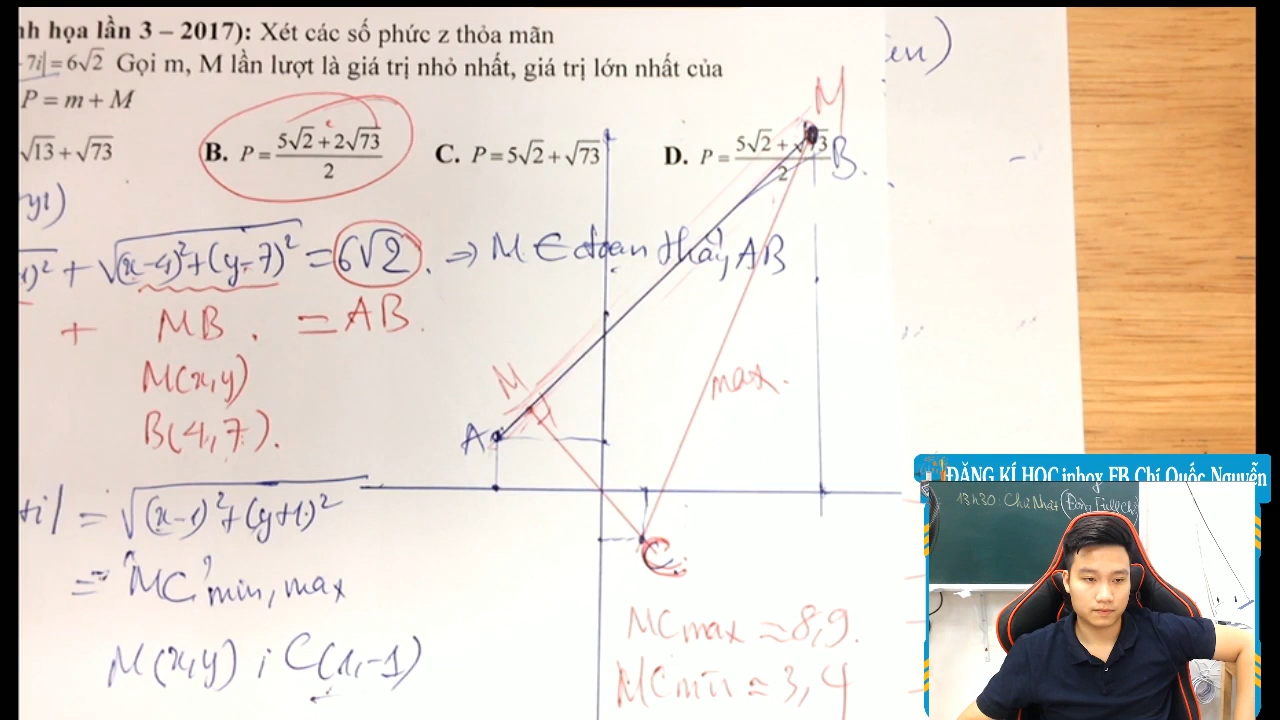 nh họa lần 3 – 2017): Xét các số phức z thỏa mãn
7i| = 6√2 Gọi m, M lần lượt là giá trị nhỏ nhất, giá trị lớn nhất của
P = m + M
√13 + √73 B. P = (5√2 + 2√73)/2 C. P = 5√2 + √73 D. P = (5√2 + √73)/2
M
B.
yi)
)² + √(x-4)²+(y-7)² = 6√2. ⇒ M ∈ đoạn thẳng AB
+ MB. = AB.
M(x,y)
B(4,7).
M
A
max.
+i| = √(x-1)²+(y+1)²
= MC min, max
C
M(x,y) ; C(1,-1)
MCmax ≈ 8,9.
MCmin ≈ 3,4
ĐĂNG KÍ HỌC inbox FB Chí Quốc Nguyễn
13h30: Chủ Nhật